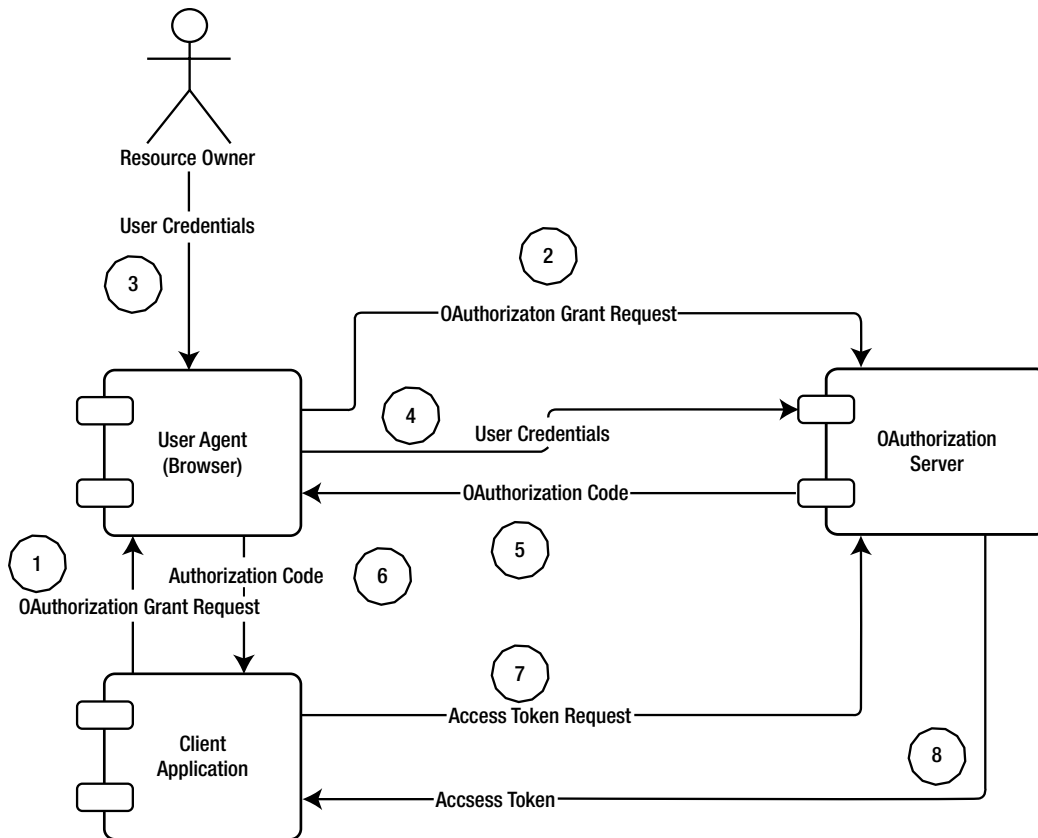 Resource Owner
User Credentials
3
2
OAuthorizaton Grant Request
User Agent
(Browser)
4
User Credentials
OAuthorization
Server
OAuthorization Code
5
1
OAuthorization Grant Request
Authorization Code
6
7
Access Token Request
Client
Application
8
Accsess Token